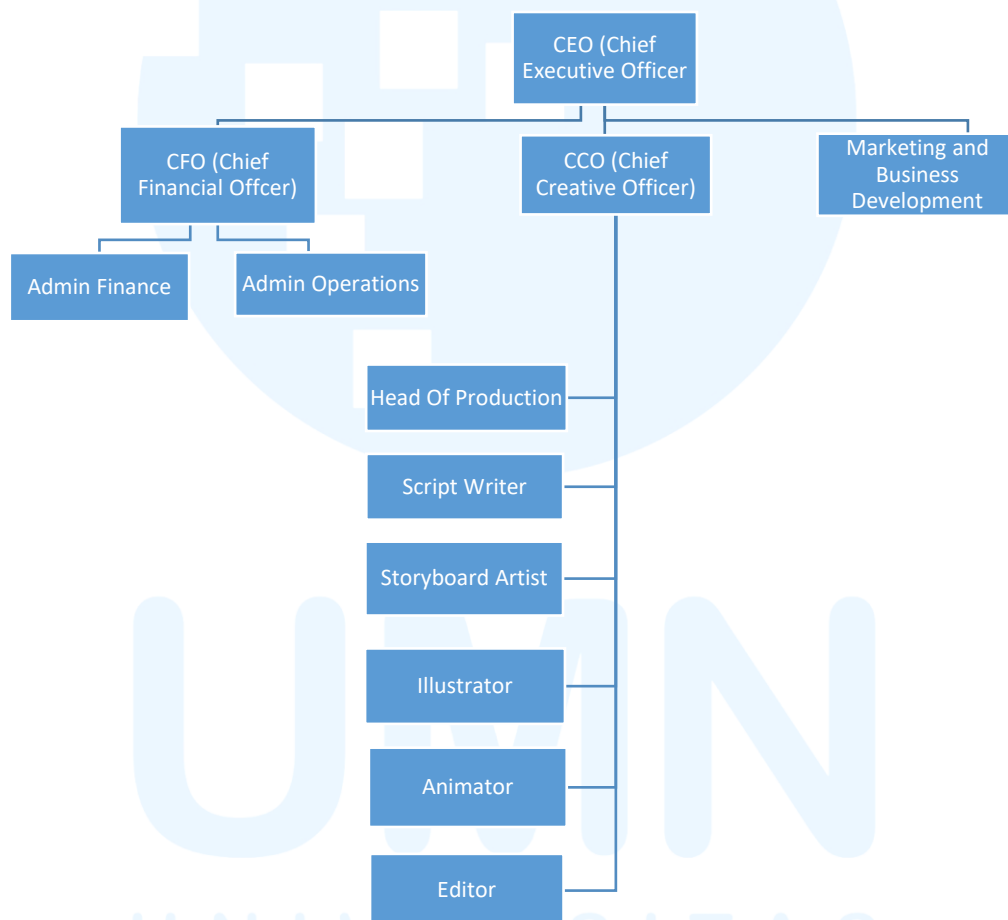 CEO (Chief
Executive Officer
CFO (Chief
Financial Offcer)
CCO (Chief
Creative Officer)
Marketing and
Business
Development
Admin Finance
Admin Operations
Head Of Production
Script Writer
Storyboard Artist
Illustrator
Animator
Editor
UMN